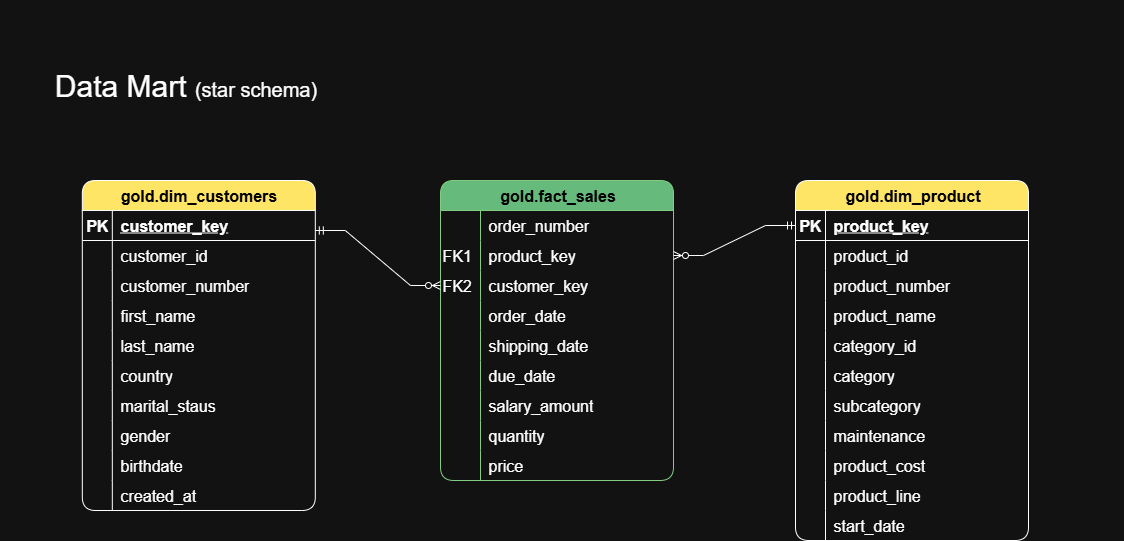 Data Mart (star schema)
gold.dim_customers
PK customer_key
customer_id
customer_number
first_name
last_name
country
marital_staus
gender
birthdate
created_at
gold.fact_sales
order_number
FK1 product_key
FK2 customer_key
order_date
shipping_date
due_date
salary_amount
quantity
price
gold.dim_product
PK product_key
product_id
product_number
product_name
category_id
category
subcategory
maintenance
product_cost
product_line
start_date